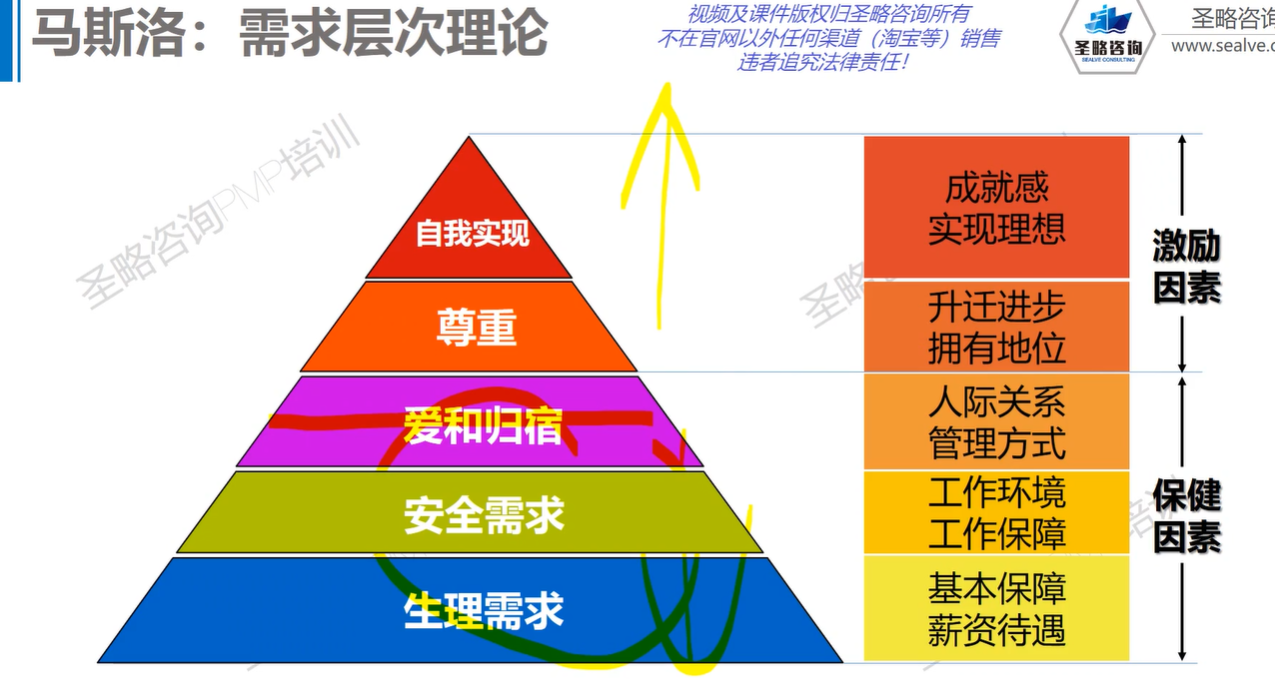 马斯洛：需求层次理论
视频及课件版权归圣略咨询所有
不在官网以外任何渠道（淘宝等）销售
违者追究法律责任！
圣略咨询
SEALVE CONSULTING
圣略咨询
www.sealve.c
圣略咨询PMP培训
圣略
培训
自我实现
尊重
爱和归宿
安全需求
生理需求
成就感
实现理想
升迁进步
拥有地位
人际关系
管理方式
工作环境
工作保障
基本保障
薪资待遇
激励
因素
保健
因素